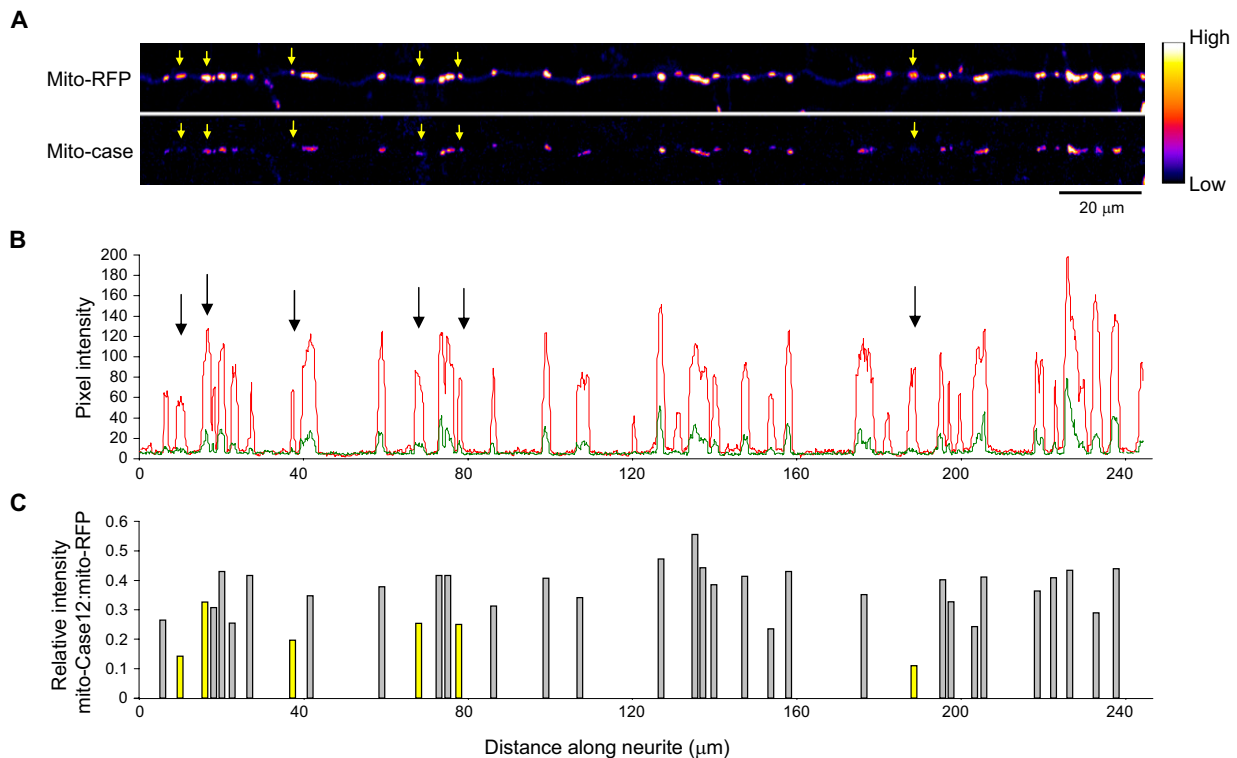 A
High
Mito-RFP
Mito-case
Low
20 μm
B
200
180
160
140
120
100
80
60
40
20
0
Pixel intensity
0 40 80 120 160 200 240
C
0.6
0.5
0.4
0.3
0.2
0.1
0
Relative intensity
mito-Case12:mito-RFP
0 40 80 120 160 200 240
Distance along neurite (μm)